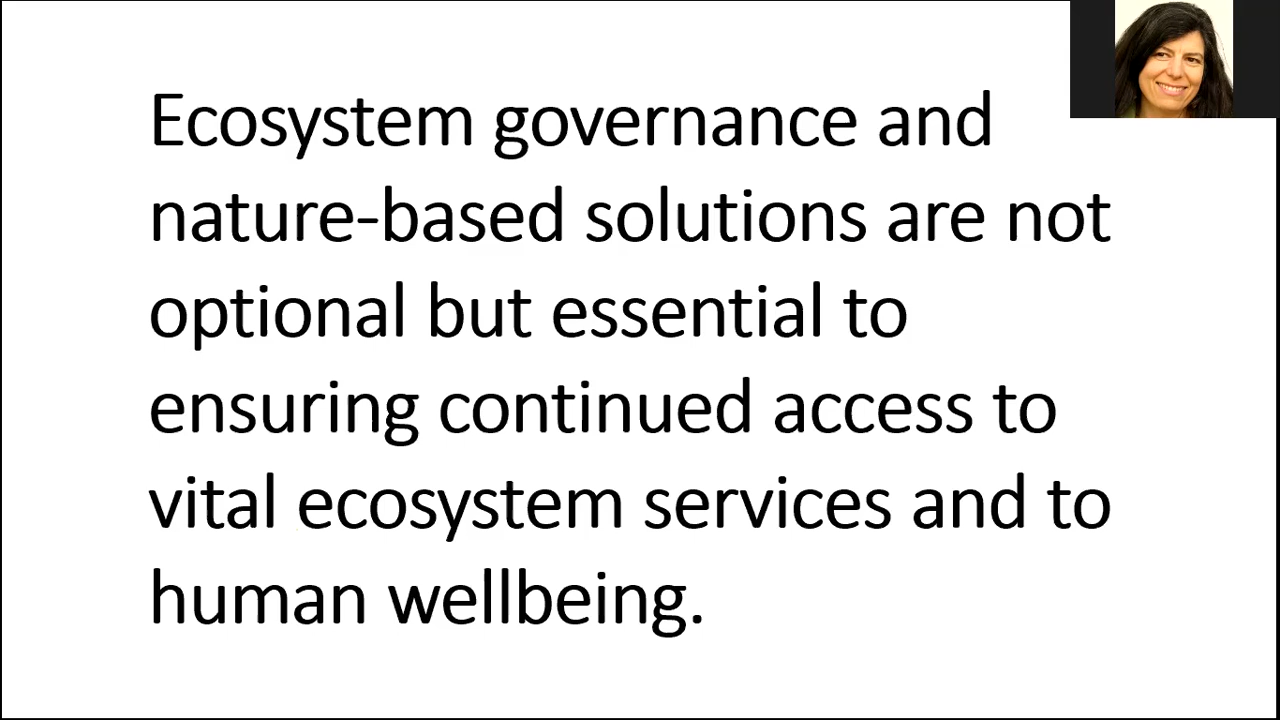 Ecosystem governance and
nature-based solutions are not
optional but essential to
ensuring continued access to
vital ecosystem services and to
human wellbeing.